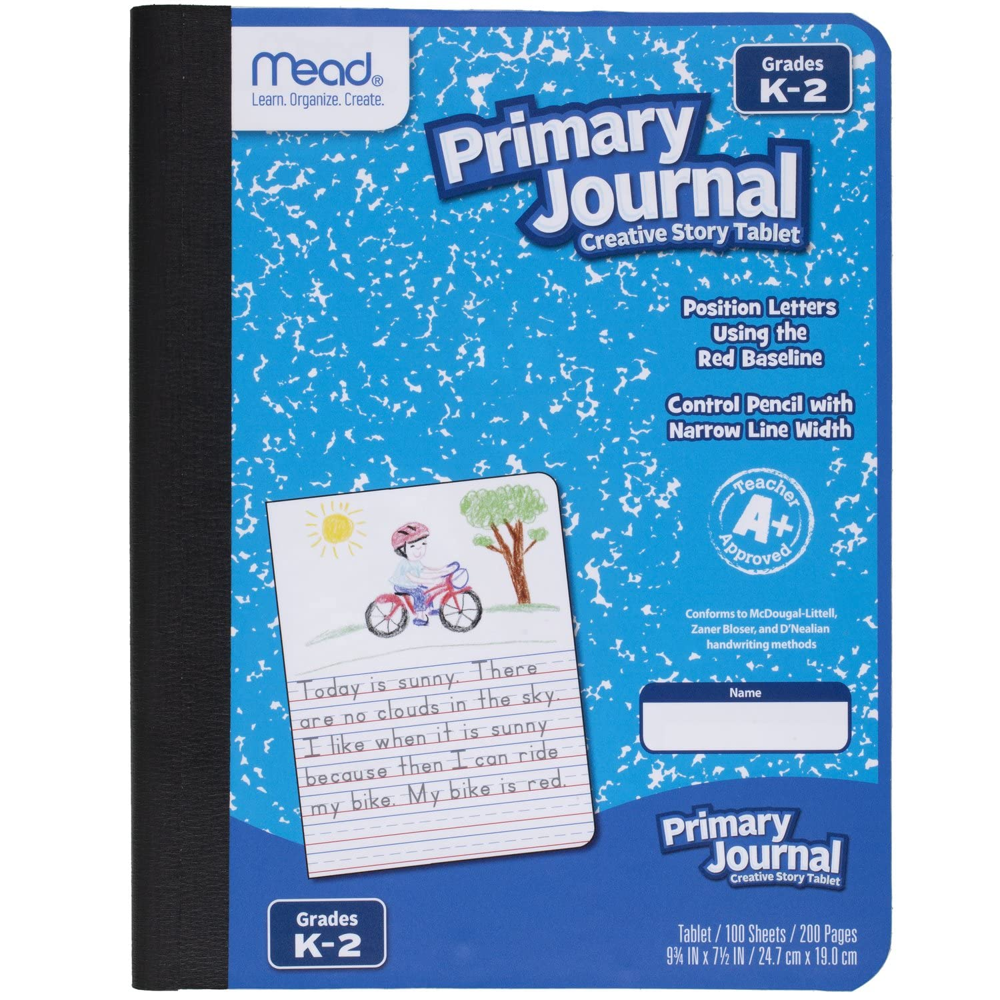 Mead®
Learn. Organize. Create.
Grades
K-2
Primary
Journal
Creative Story Tablet
Position Letters
Using the
Red Baseline
Control Pencil with
Narrow Line Width
Teacher
A+
Approved
Today is sunny. There
are no clouds in the sky.
I like when it is sunny
because then I can ride
my bike. My bike is red.
Conforms to McDougal-Littell,
Zaner Bloser, and D'Nealian
handwriting methods
Name
Primary
Journal
Creative Story Tablet
Grades
K-2
Tablet / 100 Sheets / 200 Pages
9¾ IN x 7½ IN / 24.7 cm x 19.0 cm